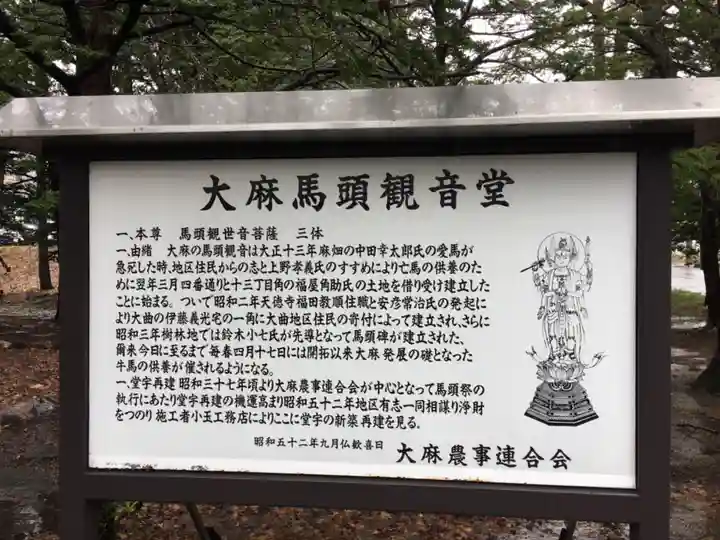 大麻馬頭観音堂
一、本尊 馬頭観世音菩薩 三体
一、由緒 大麻の馬頭観音は大正十三年麻畑の中田幸太郎氏の愛馬が
急死した時、地区住民からの志と上野孝義氏のすすめにより亡馬の供養のた
めに翌年三月四番通りと十三丁目角の福屋角助氏の土地を借り受け建立した
ことに始まる。ついで昭和二年天徳寺福田教順住職と安彦常治氏の発起に
より大曲の伊藤義光宅の一角に大曲地区住民の寄付によって建立され、さらに
昭和三年樹林地では鈴木小七氏が先導となって馬頭碑が建立された。
爾来今日に至るまで毎春四月十七日には開拓以来大麻発展の礎となった
牛馬の供養が催されるようになる。
一、堂宇再建 昭和三十七年頃より大麻農事連合会が中心となって馬頭祭の
執行にあたり堂宇再建の機運高まり昭和五十二年地区有志一同相謀り浄財
をつのり施工者小玉工務店によりここに堂宇の新築再建を見る。
昭和五十二年九月仏歓喜日
大麻農事連合会